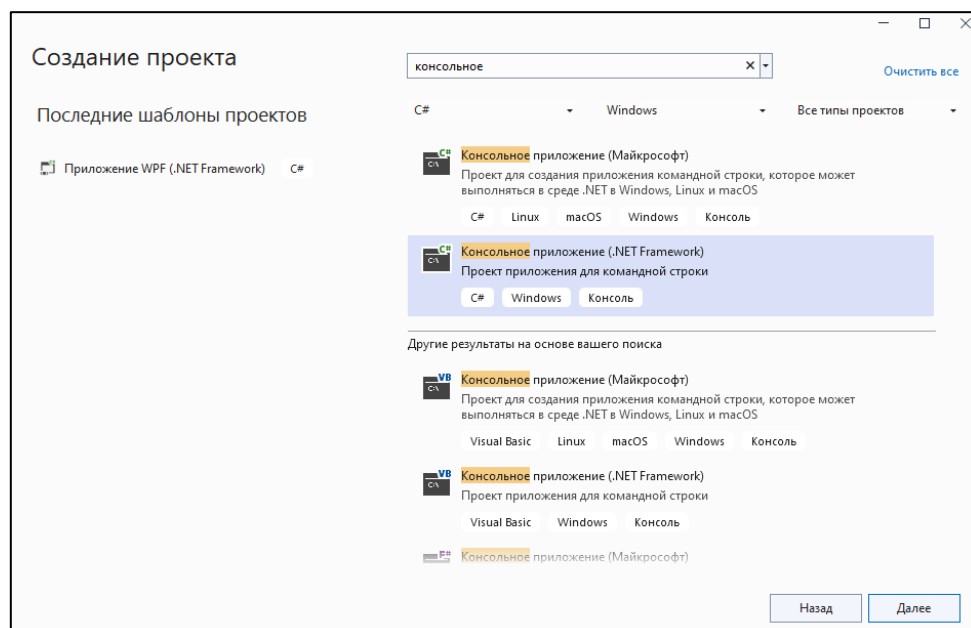 Создание проекта
консольное
Очистить все
Последние шаблоны проектов
C#
Windows
Все типы проектов
Приложение WPF (.NET Framework)
C#
C#
C:\
Консольное приложение (Майкрософт)
Проект для создания приложения командной строки, которое может
выполняться в среде .NET в Windows, Linux и macOS
C# Linux macOS Windows Консоль
C#
C:\
Консольное приложение (.NET Framework)
Проект приложения для командной строки
C# Windows Консоль
Другие результаты на основе вашего поиска
VB
C:\
Консольное приложение (Майкрософт)
Проект для создания приложения командной строки, которое может
выполняться в среде .NET в Windows, Linux и macOS
Visual Basic Linux macOS Windows Консоль
VB
C:\
Консольное приложение (.NET Framework)
Проект приложения для командной строки
Visual Basic Windows Консоль
F#
Консольное приложение (Майкрософт)
Назад
Далее